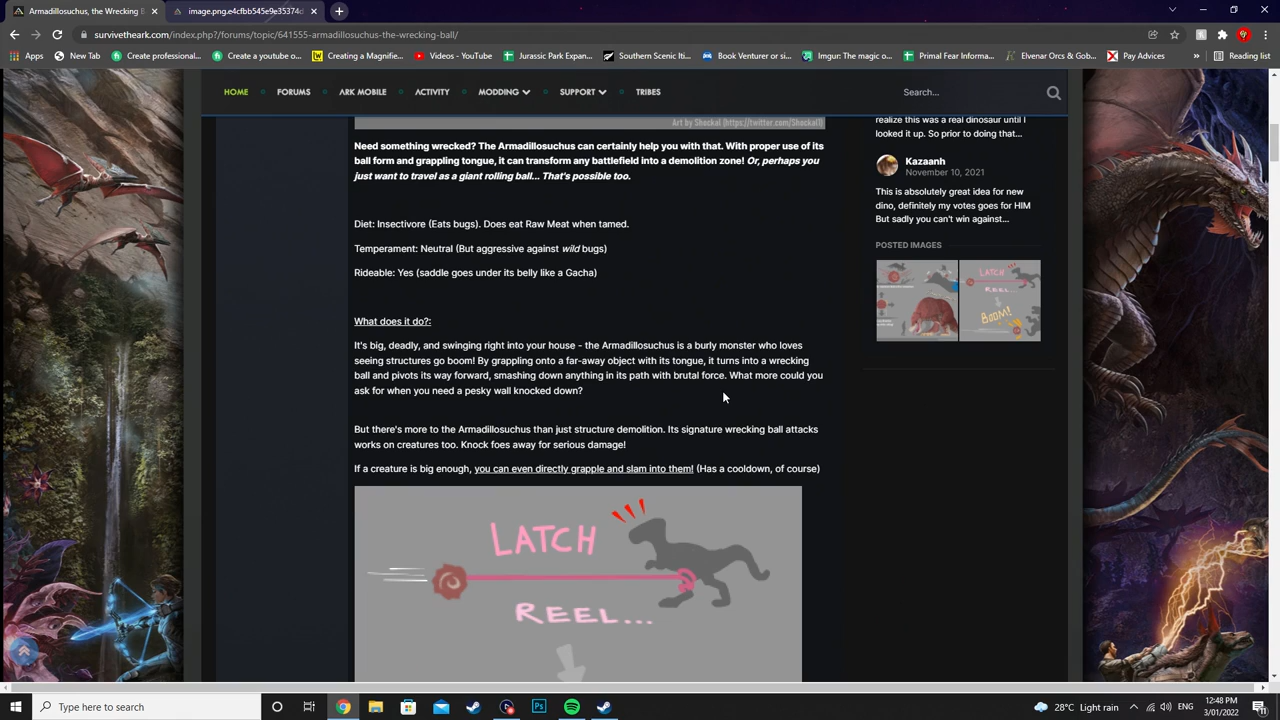 Armadillosuchus, the Wrecking B
image.png.e4cfbb595e9e35374d
survivetheark.com/index.php?/forums/topic/641555-armadillosuchus-the-wrecking-ball/
Apps
New Tab
Create professional...
Create a youtube o...
Creating a Magnifie...
Videos - YouTube
Jurassic Park Expan...
Southern Scenic Iti...
Book Venturer or si...
Imgur: The magic o...
Primal Fear Informa...
Elvenar Orcs & Gob...
Pay Advices
Reading list
HOME
FORUMS
ARK MOBILE
ACTIVITY
MODDING
SUPPORT
TRIBES
Search...
Art by Shockal (https://twitter.com/Shockal1)
Need something wrecked? The Armadillosuchus can certainly help you with that. With proper use of its
ball form and grappling tongue, it can transform any battlefield into a demolition zone! Or, perhaps you
just want to travel as a giant rolling ball... That's possible too.
Diet: Insectivore (Eats bugs). Does eat Raw Meat when tamed.
Temperament: Neutral (But aggressive against wild bugs)
Rideable: Yes (saddle goes under its belly like a Gacha)
What does it do?:
It's big, deadly, and swinging right into your house - the Armadillosuchus is a burly monster who loves
seeing structures go boom! By grappling onto a far-away object with its tongue, it turns into a wrecking
ball and pivots its way forward, smashing down anything in its path with brutal force. What more could you
ask for when you need a pesky wall knocked down?
But there's more to the Armadillosuchus than just structure demolition. Its signature wrecking ball attacks
works on creatures too. Knock foes away for serious damage!
If a creature is big enough, you can even directly grapple and slam into them! (Has a cooldown, of course)
LATCH
REEL...
realize this was a real dinosaur until I
looked it up. So prior to doing that...
Kazaanh
November 10, 2021
This is absolutely great idea for new
dino, definitely my votes goes for HIM
But sadly you can't win against...
POSTED IMAGES
LATCH
REEL...
BOOM!
Type here to search
28°C Light rain
ENG
12:48 PM
3/01/2022